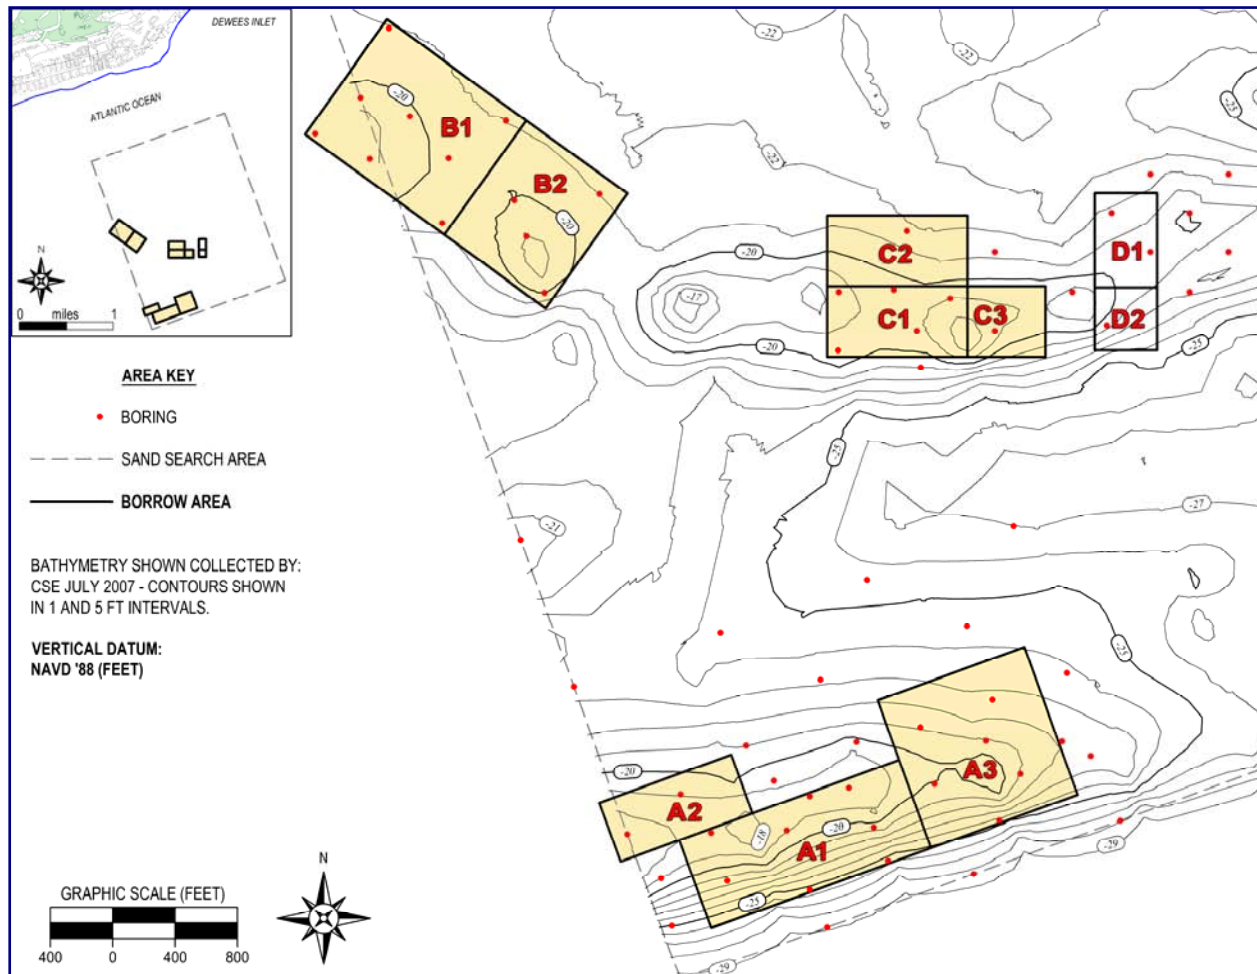 DEWEES INLET
ATLANTIC OCEAN
N
0 miles 1
AREA KEY
BORING
SAND SEARCH AREA
BORROW AREA
BATHYMETRY SHOWN COLLECTED BY:
CSE JULY 2007 - CONTOURS SHOWN
IN 1 AND 5 FT INTERVALS.
VERTICAL DATUM:
NAVD '88 (FEET)
GRAPHIC SCALE (FEET)
400 0 400 800
N
-22
-22
-25
-20
B1
-22
B2
-20
C2
-20
D1
-17
C1
C3
D2
-20
-25
-25
-21
-27
-25
-20
A3
A2
-18
-20
A1
-29
-25
-29